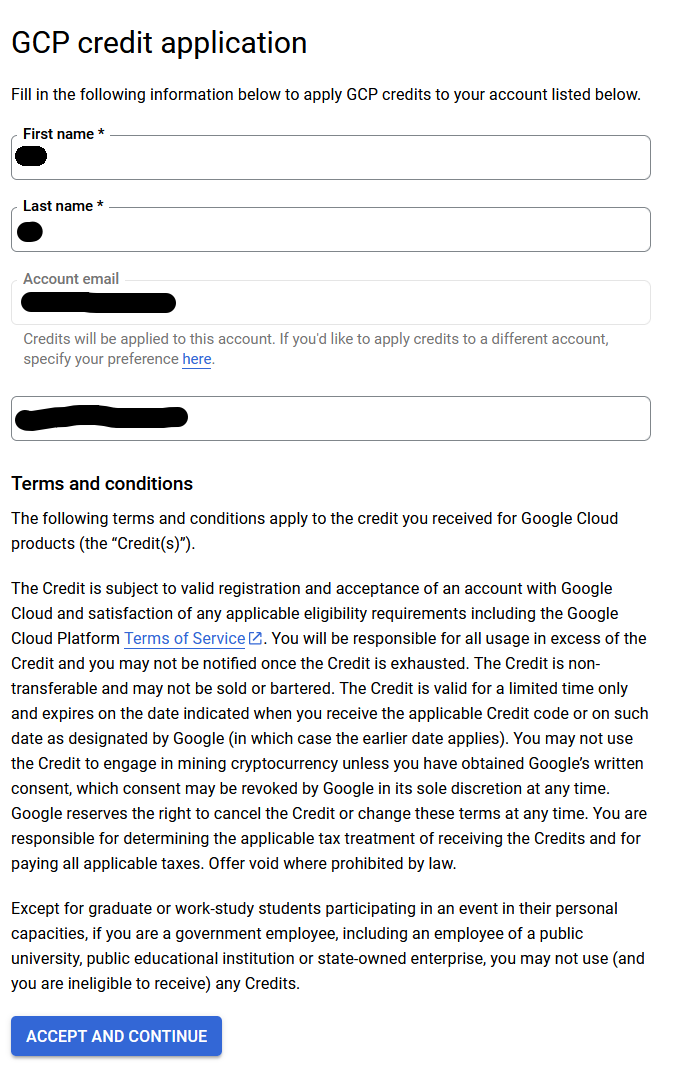 GCP credit application
Fill in the following information below to apply GCP credits to your account listed below.
First name *
Last name *
Account email
Credits will be applied to this account. If you'd like to apply credits to a different account,
specify your preference here.
Terms and conditions
The following terms and conditions apply to the credit you received for Google Cloud
products (the “Credit(s)”).
The Credit is subject to valid registration and acceptance of an account with Google
Cloud and satisfaction of any applicable eligibility requirements including the Google
Cloud Platform Terms of Service. You will be responsible for all usage in excess of the
Credit and you may not be notified once the Credit is exhausted. The Credit is non-
transferable and may not be sold or bartered. The Credit is valid for a limited time only
and expires on the date indicated when you receive the applicable Credit code or on such
date as designated by Google (in which case the earlier date applies). You may not use
the Credit to engage in mining cryptocurrency unless you have obtained Google’s written
consent, which consent may be revoked by Google in its sole discretion at any time.
Google reserves the right to cancel the Credit or change these terms at any time. You are
responsible for determining the applicable tax treatment of receiving the Credits and for
paying all applicable taxes. Offer void where prohibited by law.
Except for graduate or work-study students participating in an event in their personal
capacities, if you are a government employee, including an employee of a public
university, public educational institution or state-owned enterprise, you may not use (and
you are ineligible to receive) any Credits.
ACCEPT AND CONTINUE